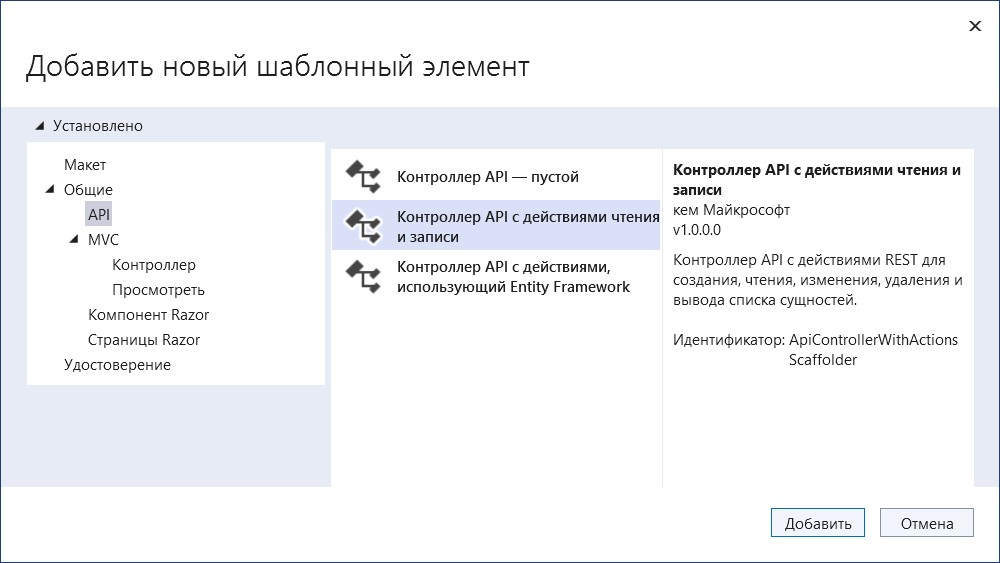 Добавить новый шаблонный элемент
Установлено
Макет
Общие
API
MVC
Контроллер
Просмотреть
Компонент Razor
Страницы Razor
Удостоверение
Контроллер API — пустой
Контроллер API с действиями чтения
и записи
Контроллер API с действиями,
использующий Entity Framework
Контроллер API с действиями чтения и
записи
кем Майкрософт
v1.0.0.0
Контроллер API с действиями REST для
создания, чтения, изменения, удаления и
вывода списка сущностей.
Идентификатор: ApiControllerWithActions
Scaffolder
Добавить
Отмена